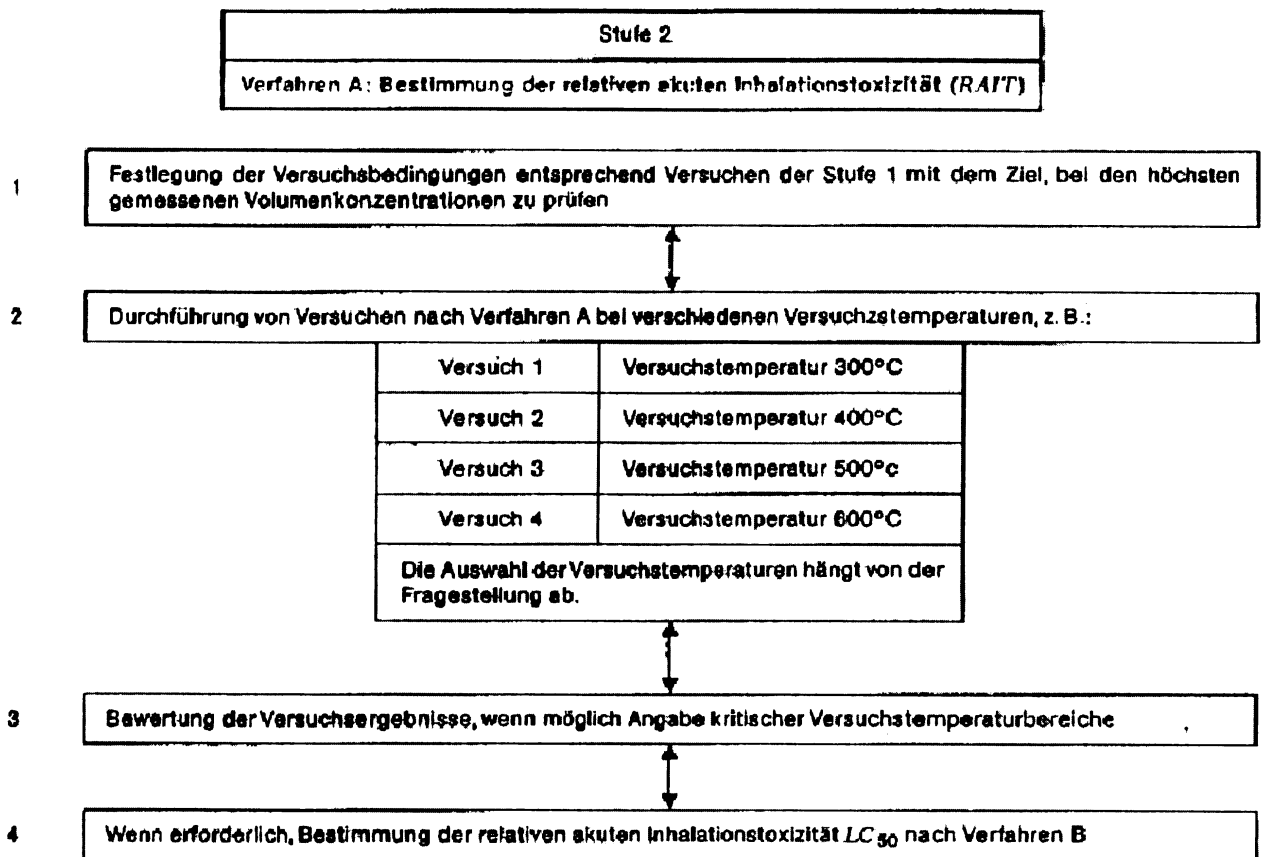 Stufe 2
Verfahren A: Bestimmung der relativen akuten Inhalationstoxizität (RAIT)
1
Festlegung der Versuchsbedingungen entsprechend Versuchen der Stufe 1 mit dem Ziel, bei den höchsten
gemessenen Volumenkonzentrationen zu prüfen
2
Durchführung von Versuchen nach Verfahren A bei verschiedenen Versuchzstemperaturen, z. B.:
Versuch 1 Versuchstemperatur 300°C
Versuch 2 Versuchstemperatur 400°C
Versuch 3 Versuchstemperatur 500°c
Versuch 4 Versuchstemperatur 600°C
Die Auswahl der Versuchstemperaturen hängt von der
Fragestellung ab.
3
Bewertung der Versuchsergebnisse, wenn möglich Angabe kritischer Versuchstemperaturbereiche
4
Wenn erforderlich, Bestimmung der relativen akuten Inhalationstoxizität LC 50 nach Verfahren B